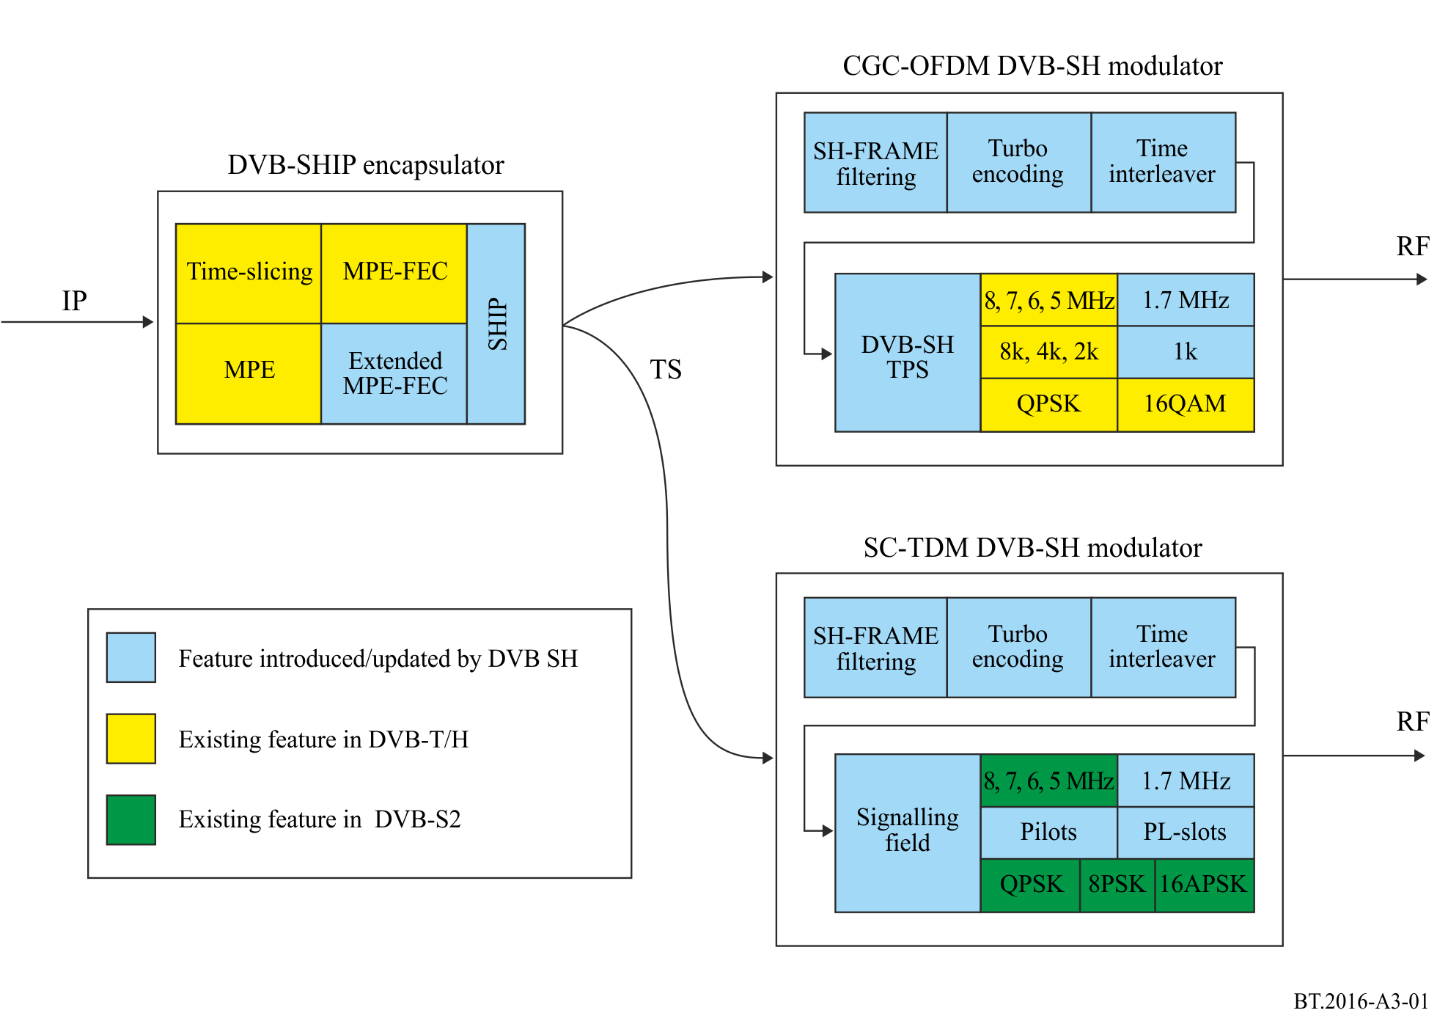 CGC-OFDM DVB-SH modulator
SH-FRAME
filtering
Turbo
encoding
Time
interleaver
DVB-SHIP encapsulator
Time-slicing
MPE-FEC
SHIP
MPE
Extended
MPE-FEC
IP
TS
RF
DVB-SH
TPS
8, 7, 6, 5 MHz
1.7 MHz
8k, 4k, 2k
1k
QPSK
16QAM
SC-TDM DVB-SH modulator
SH-FRAME
filtering
Turbo
encoding
Time
interleaver
RF
Signalling
field
8, 7, 6, 5 MHz
1.7 MHz
Pilots
PL-slots
QPSK
8PSK
16APSK
Feature introduced/updated by DVB SH
Existing feature in DVB-T/H
Existing feature in DVB-S2
BT.2016-A3-01